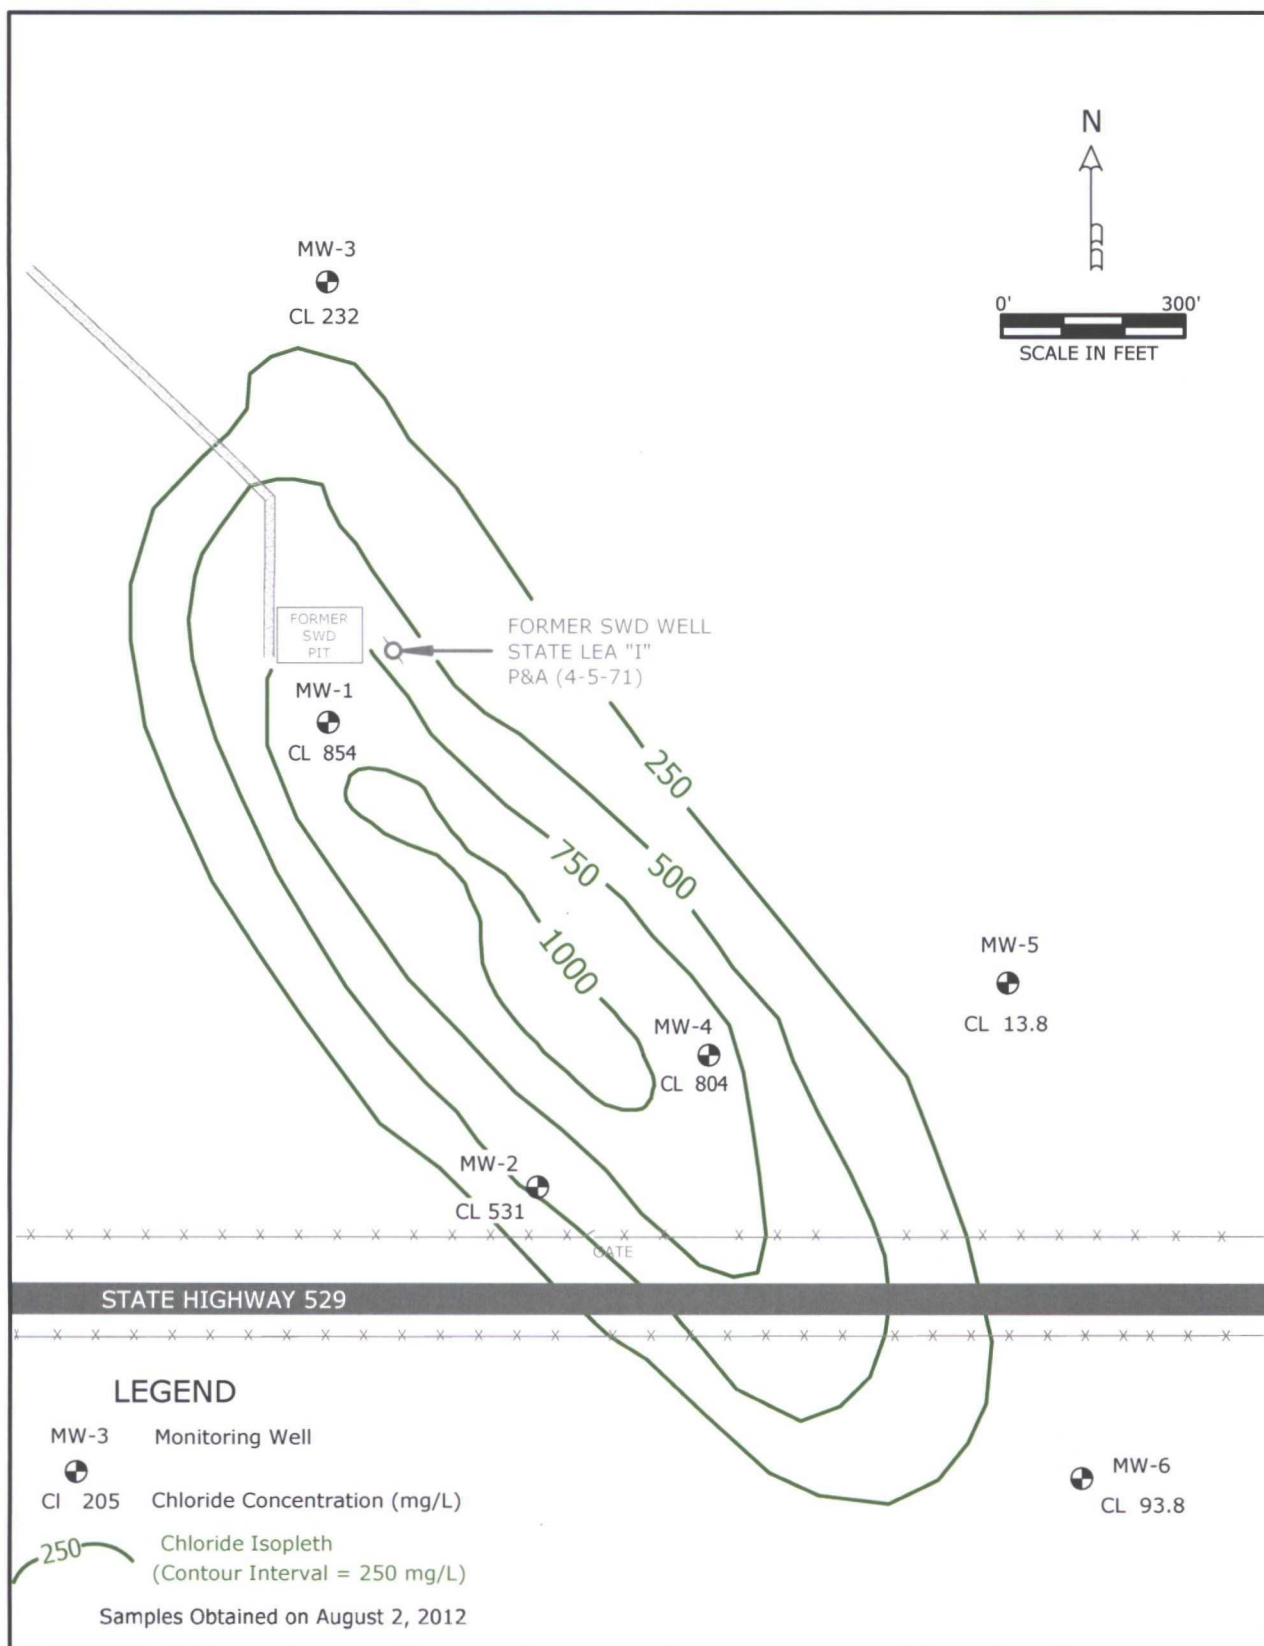 N
0' 300'
SCALE IN FEET
MW-3
CL 232
FORMER
SWD
PIT
FORMER SWD WELL
STATE LEA "I"
P&A (4-5-71)
MW-1
CL 854
250
750
500
1000
MW-5
CL 13.8
MW-4
CL 804
MW-2
CL 531
GATE
STATE HIGHWAY 529
LEGEND
MW-3 Monitoring Well
Cl 205 Chloride Concentration (mg/L)
250 Chloride Isopleth
(Contour Interval = 250 mg/L)
Samples Obtained on August 2, 2012
MW-6
CL 93.8